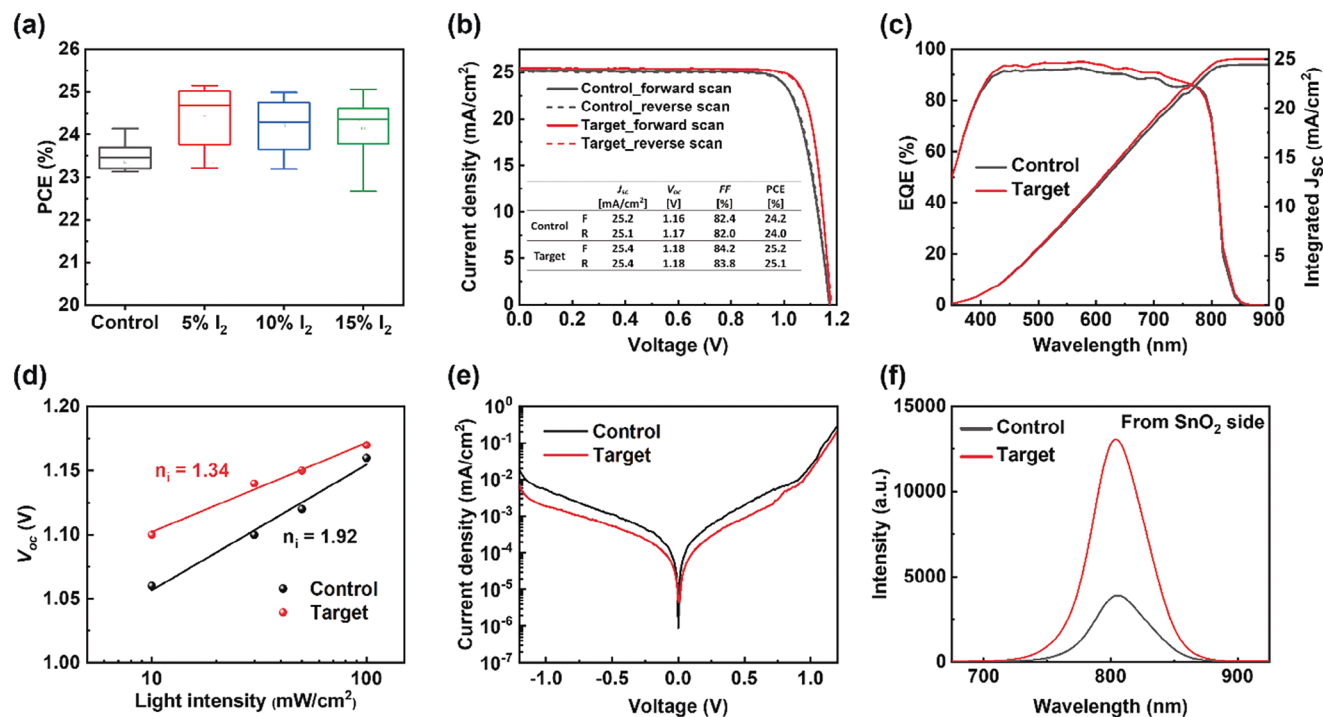 (a)
26
25
24
23
22
21
20
PCE (%)
Control
5% I2
10% I2
15% I2
(b)
25
20
15
10
5
0
Current density (mA/cm2)
Control_forward scan
Control_reverse scan
Target_forward scan
Target_reverse scan
Jsc Voc FF PCE
[mA/cm2] [V] [%] [%]
Control F 25.2 1.16 82.4 24.2
R 25.1 1.17 82.0 24.0
Target F 25.4 1.18 84.2 25.2
R 25.4 1.18 83.8 25.1
0.0 0.2 0.4 0.6 0.8 1.0 1.2
Voltage (V)
(c)
100
80
60
40
20
0
EQE (%)
Control
Target
25
20
15
10
5
0
Integrated JSC (mA/cm2)
400 500 600 700 800 900
Wavelength (nm)
(d)
1.20
1.15
1.10
1.05
1.00
Voc (V)
ni = 1.34
ni = 1.92
Control
Target
10 100
Light intensity (mW/cm2)
(e)
10^0
10^-1
10^-2
10^-3
10^-4
10^-5
10^-6
10^-7
Current density (mA/cm2)
Control
Target
-1.0 -0.5 0.0 0.5 1.0
Voltage (V)
(f)
15000
10000
5000
0
Intensity (a.u.)
From SnO2 side
Control
Target
700 800 900
Wavelength (nm)